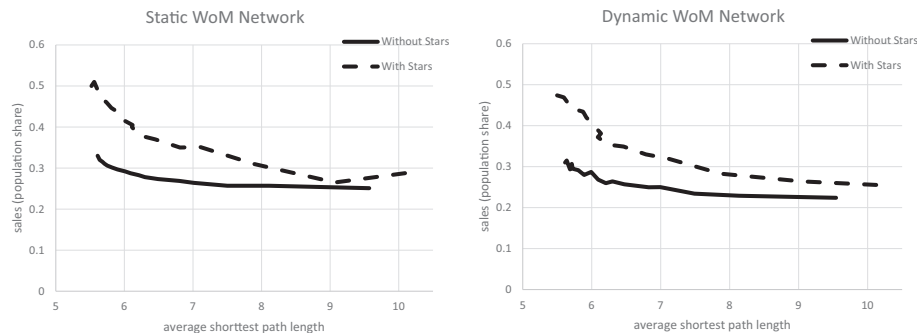 Static WoM Network
0.6
0.5
0.4
0.3
0.2
0.1
0
sales (population share)
5 6 7 8 9 10
average shorttest path length
Without Stars
With Stars
Dynamic WoM Network
0.6
0.5
0.4
0.3
0.2
0.1
0
sales (population share)
5 6 7 8 9 10
average shortest path length
Without Stars
With Stars